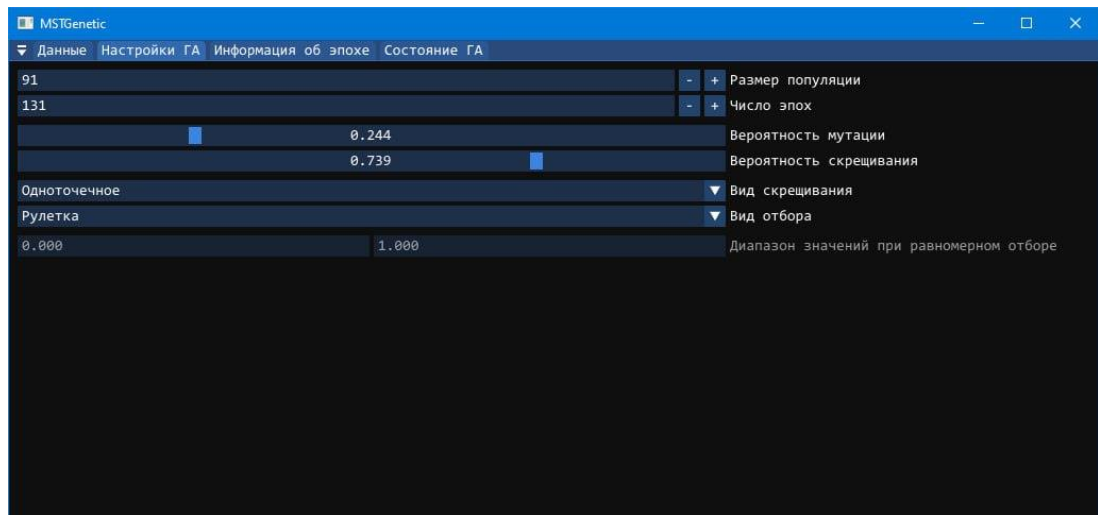 MSTGenetic
Данные Настройки ГА Информация об эпохе Состояние ГА
91 - + Размер популяции
131 - + Число эпох
0.244 Вероятность мутации
0.739 Вероятность скрещивания
Одноточечное Вид скрещивания
Рулетка Вид отбора
0.000 1.000 Диапазон значений при равномерном отборе